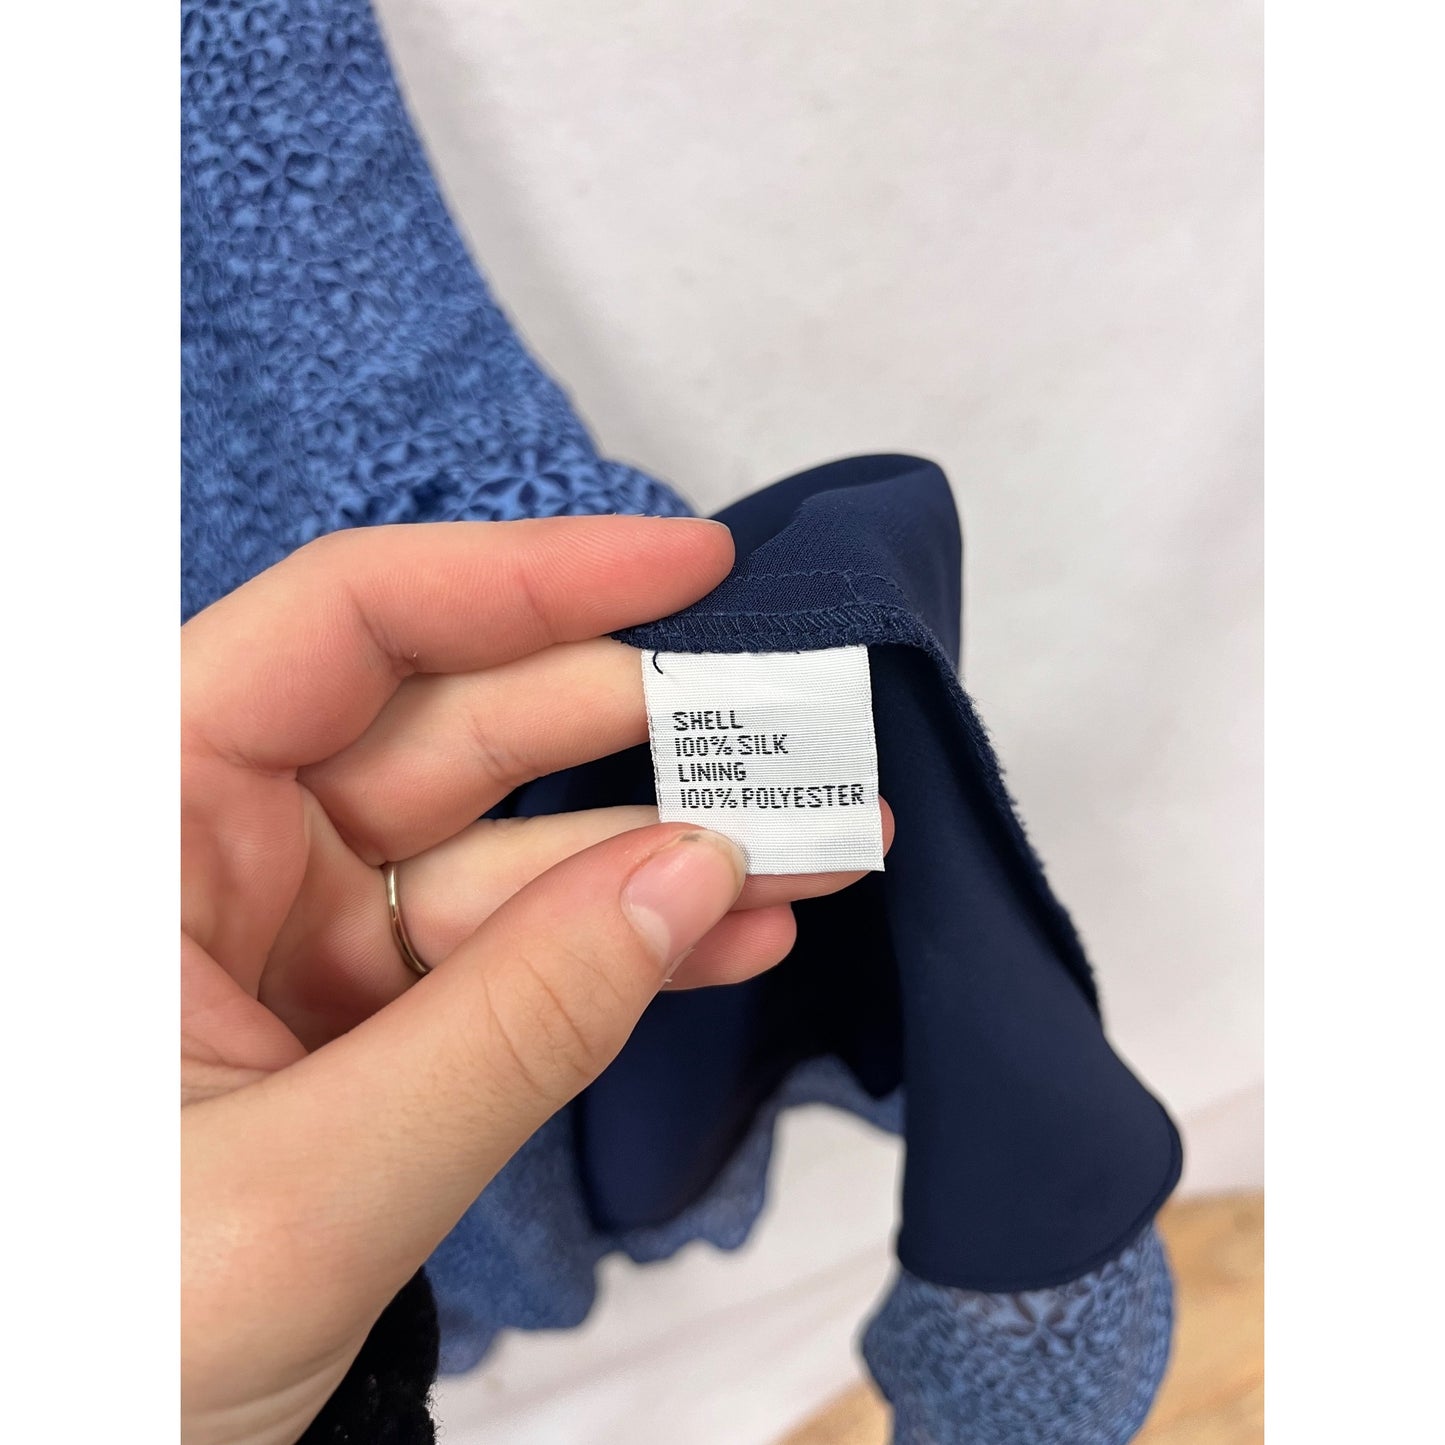 SHELL
100% SILK
LINING
100% POLYESTER